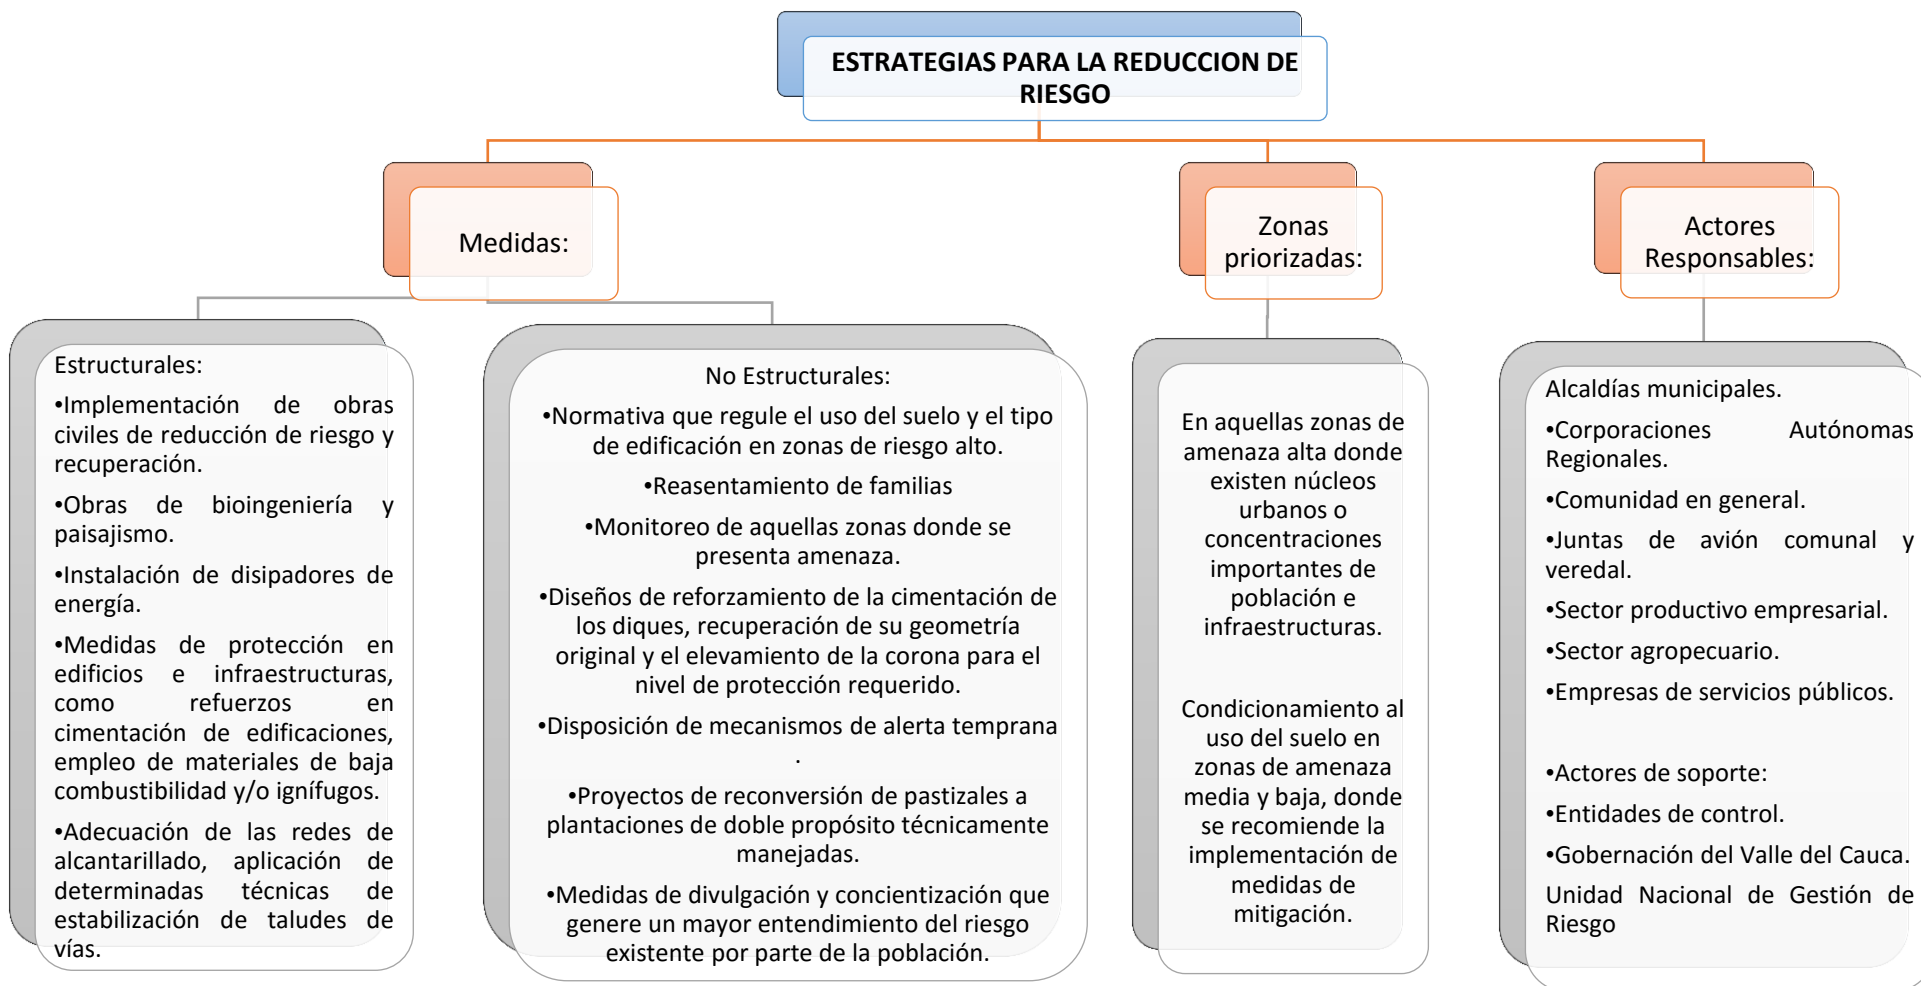 ESTRATEGIAS PARA LA REDUCCION DE
RIESGO
Medidas:
Zonas
priorizadas:
Actores
Responsables:
Estructurales:
•Implementación de obras
civiles de reducción de riesgo y
recuperación.
•Obras de bioingeniería y
paisajismo.
•Instalación de disipadores de
energía.
•Medidas de protección en
edificios e infraestructuras,
como refuerzos en
cimentación de edificaciones,
empleo de materiales de baja
combustibilidad y/o ignífugos.
•Adecuación de las redes de
alcantarillado, aplicación de
determinadas técnicas de
estabilización de taludes de
vías.
No Estructurales:
•Normativa que regule el uso del suelo y el tipo
de edificación en zonas de riesgo alto.
•Reasentamiento de familias
•Monitoreo de aquellas zonas donde se
presenta amenaza.
•Diseños de reforzamiento de la cimentación de
los diques, recuperación de su geometría
original y el elevamiento de la corona para el
nivel de protección requerido.
•Disposición de mecanismos de alerta temprana
.
•Proyectos de reconversión de pastizales a
plantaciones de doble propósito técnicamente
manejadas.
•Medidas de divulgación y concientización que
genere un mayor entendimiento del riesgo
existente por parte de la población.
En aquellas zonas de
amenaza alta donde
existen núcleos
urbanos o
concentraciones
importantes de
población e
infraestructuras.
Condicionamiento al
uso del suelo en
zonas de amenaza
media y baja, donde
se recomiende la
implementación de
medidas de
mitigación.
Alcaldías municipales.
•Corporaciones Autónomas
Regionales.
•Comunidad en general.
•Juntas de avión comunal y
veredal.
•Sector productivo empresarial.
•Sector agropecuario.
•Empresas de servicios públicos.
•Actores de soporte:
•Entidades de control.
•Gobernación del Valle del Cauca.
Unidad Nacional de Gestión de
Riesgo